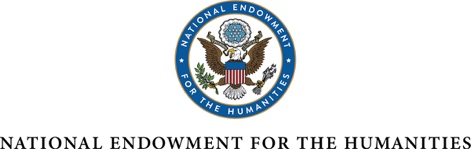 NATIONAL ENDOWMENT
FOR THE HUMANITIES
NATIONAL ENDOWMENT FOR THE HUMANITIES